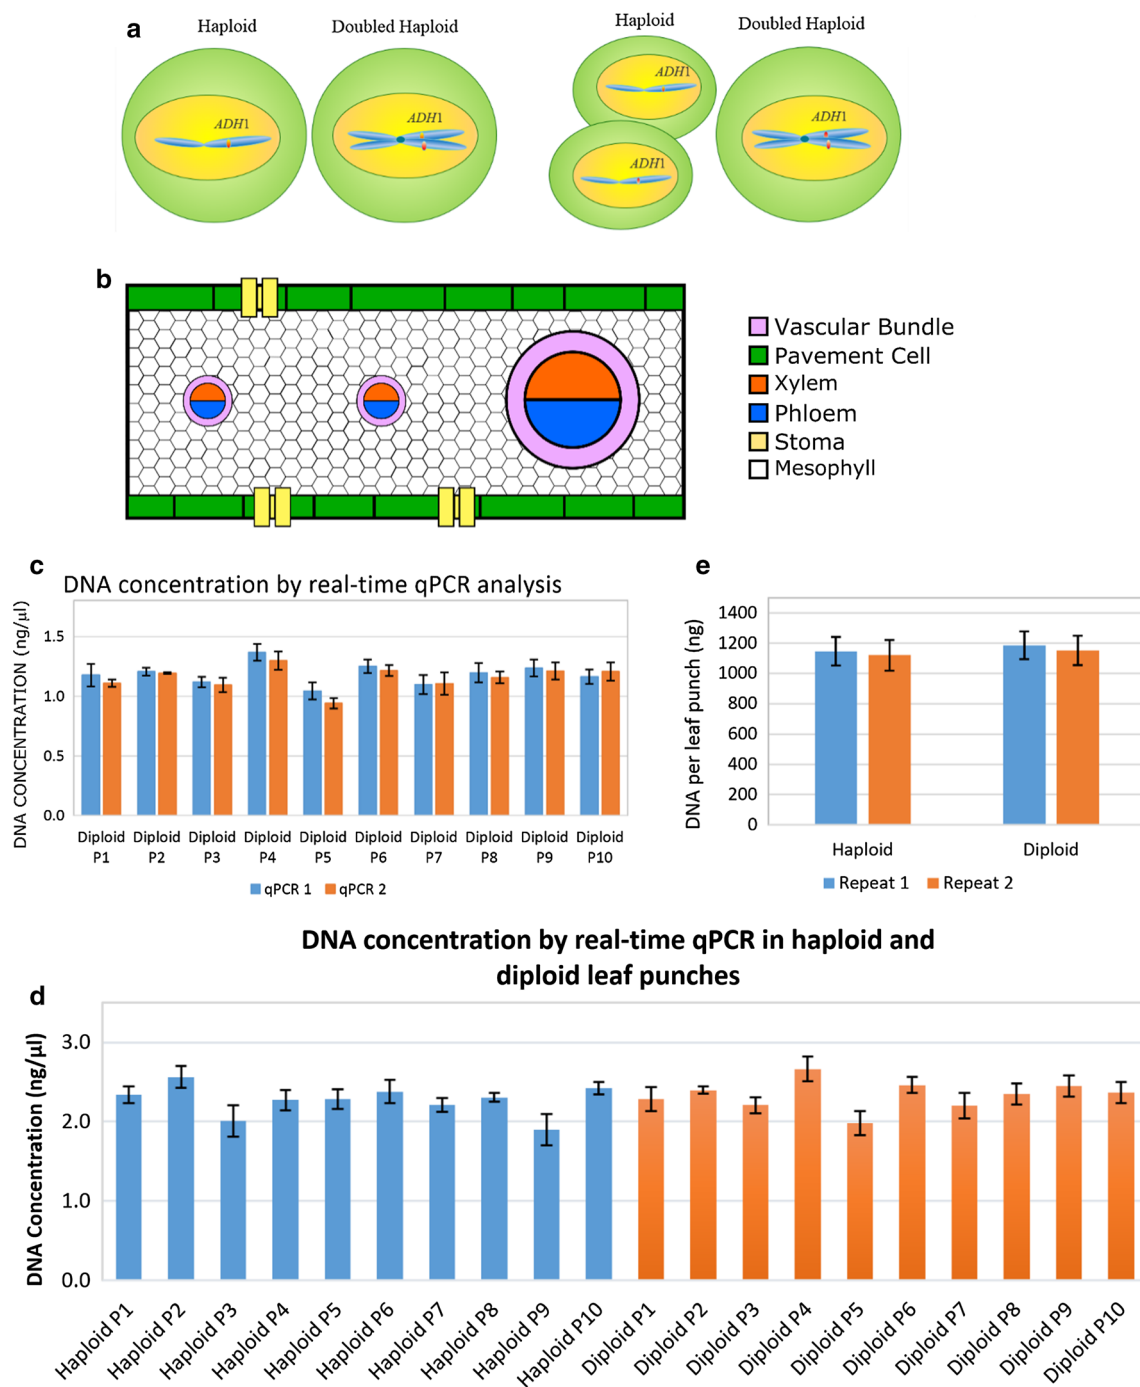 a
Haploid
Doubled Haploid
Haploid
Doubled Haploid
ADH1
ADH1
ADH1
ADH1
ADH1
b
Vascular Bundle
Pavement Cell
Xylem
Phloem
Stoma
Mesophyll
c
DNA concentration by real-time qPCR analysis
DNA CONCENTRATION (ng/µl)
1.5
1.0
0.5
0.0
Diploid P1
Diploid P2
Diploid P3
Diploid P4
Diploid P5
Diploid P6
Diploid P7
Diploid P8
Diploid P9
Diploid P10
qPCR 1
qPCR 2
e
DNA per leaf punch (ng)
1400
1200
1000
800
600
400
200
0
Haploid
Diploid
Repeat 1
Repeat 2
DNA concentration by real-time qPCR in haploid and
diploid leaf punches
d
DNA Concentration (ng/µl)
3.0
2.0
1.0
0.0
Haploid P1
Haploid P2
Haploid P3
Haploid P4
Haploid P5
Haploid P6
Haploid P7
Haploid P8
Haploid P9
Haploid P10
Diploid P1
Diploid P2
Diploid P3
Diploid P4
Diploid P5
Diploid P6
Diploid P7
Diploid P8
Diploid P9
Diploid P10